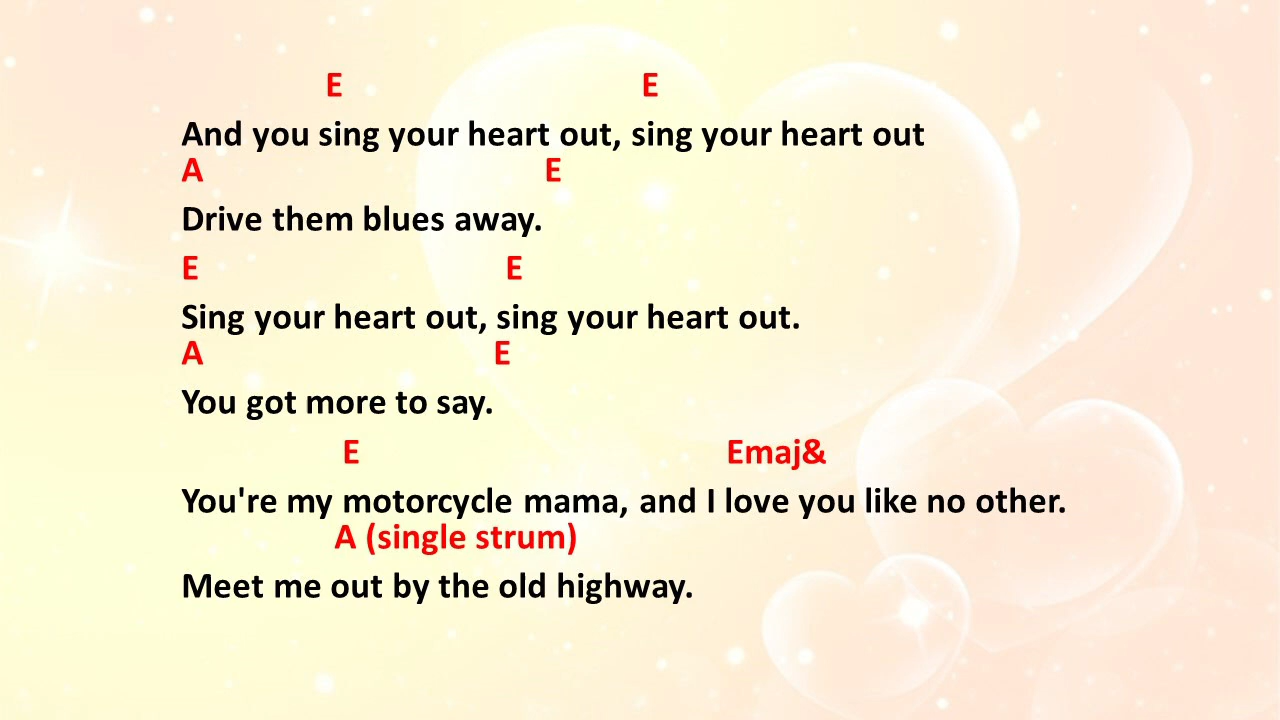 E E
And you sing your heart out, sing your heart out
A E
Drive them blues away.
E E
Sing your heart out, sing your heart out.
A E
You got more to say.
E Emaj&
You're my motorcycle mama, and I love you like no other.
A (single strum)
Meet me out by the old highway.